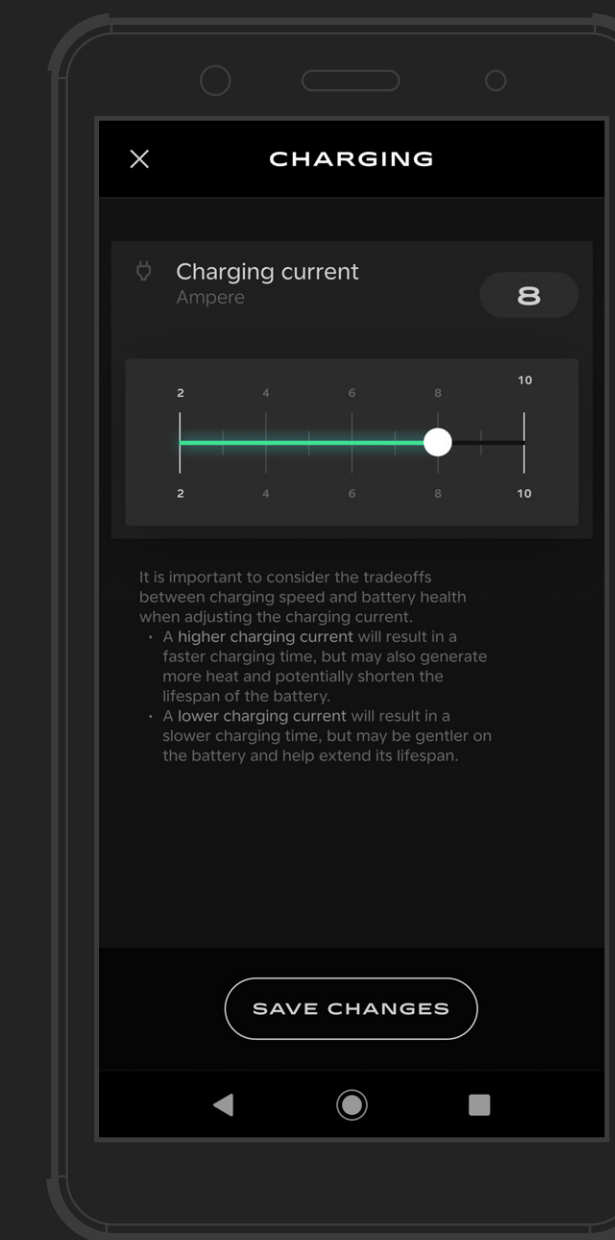 CHARGING
Charging current
Ampere
8
10
2 4 6 8
2 4 6 8 10
It is important to consider the tradeoffs
between charging speed and battery health
when adjusting the charging current.
· A higher charging current will result in a
faster charging time, but may also generate
more heat and potentially shorten the
lifespan of the battery.
· A lower charging current will result in a
slower charging time, but may be gentler on
the battery and help extend its lifespan.
SAVE CHANGES